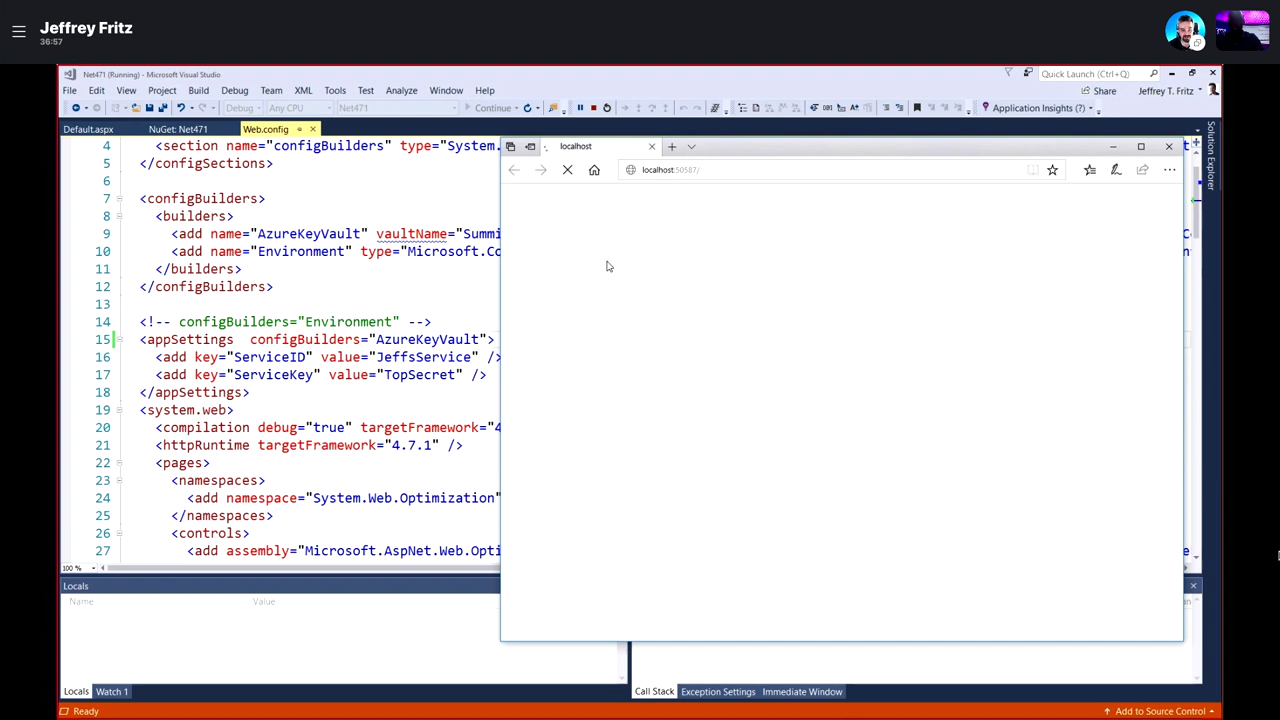 Jeffrey Fritz
36:57
Net471 (Running) - Microsoft Visual Studio
Quick Launch (Ctrl+Q)
File Edit View Project Build Debug Team XML Tools Test Analyze Window Help
Jeffrey T. Fritz
Debug Any CPU Net471 Continue Application Insights (?)
Share
Default.aspx NuGet: Net471 Web.config
Solution Explorer
4 <section name="configBuilders" type="System.
5 </configSections>
6
7 <configBuilders>
8 <builders>
9 <add name="AzureKeyVault" vaultName="Summi
10 <add name="Environment" type="Microsoft.Co
11 </builders>
12 </configBuilders>
13
14 <!-- configBuilders="Environment" -->
15 <appSettings configBuilders="AzureKeyVault">
16 <add key="ServiceID" value="JeffsService" />
17 <add key="ServiceKey" value="TopSecret" />
18 </appSettings>
19 <system.web>
20 <compilation debug="true" targetFramework="4
21 <httpRuntime targetFramework="4.7.1" />
22 <pages>
23 <namespaces>
24 <add namespace="System.Web.Optimization"
25 </namespaces>
26 <controls>
27 <add assembly="Microsoft.AspNet.Web.Opti
localhost
localhost:50587/
100 %
Locals
Name Value
Locals Watch 1
Call Stack Exception Settings Immediate Window
Ready
Add to Source Control